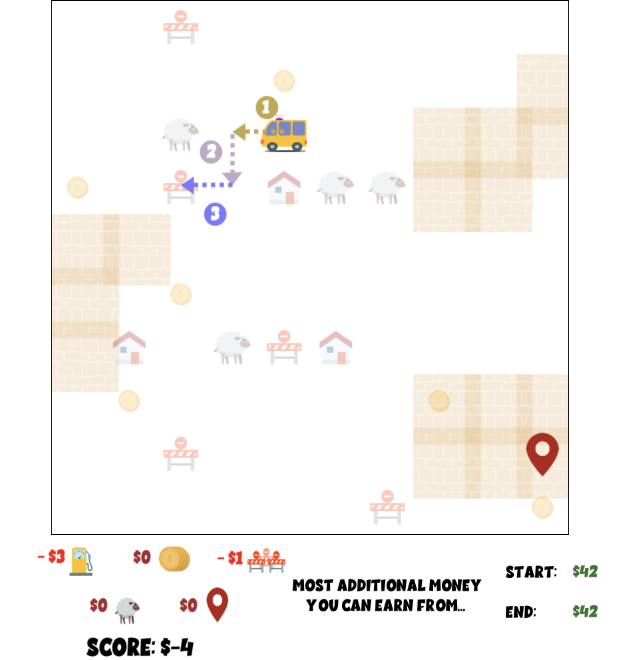 1
2
3
- $3
$0
- $1
$0
$0
SCORE: $-4
MOST ADDITIONAL MONEY
YOU CAN EARN FROM...
START: $42
END: $42